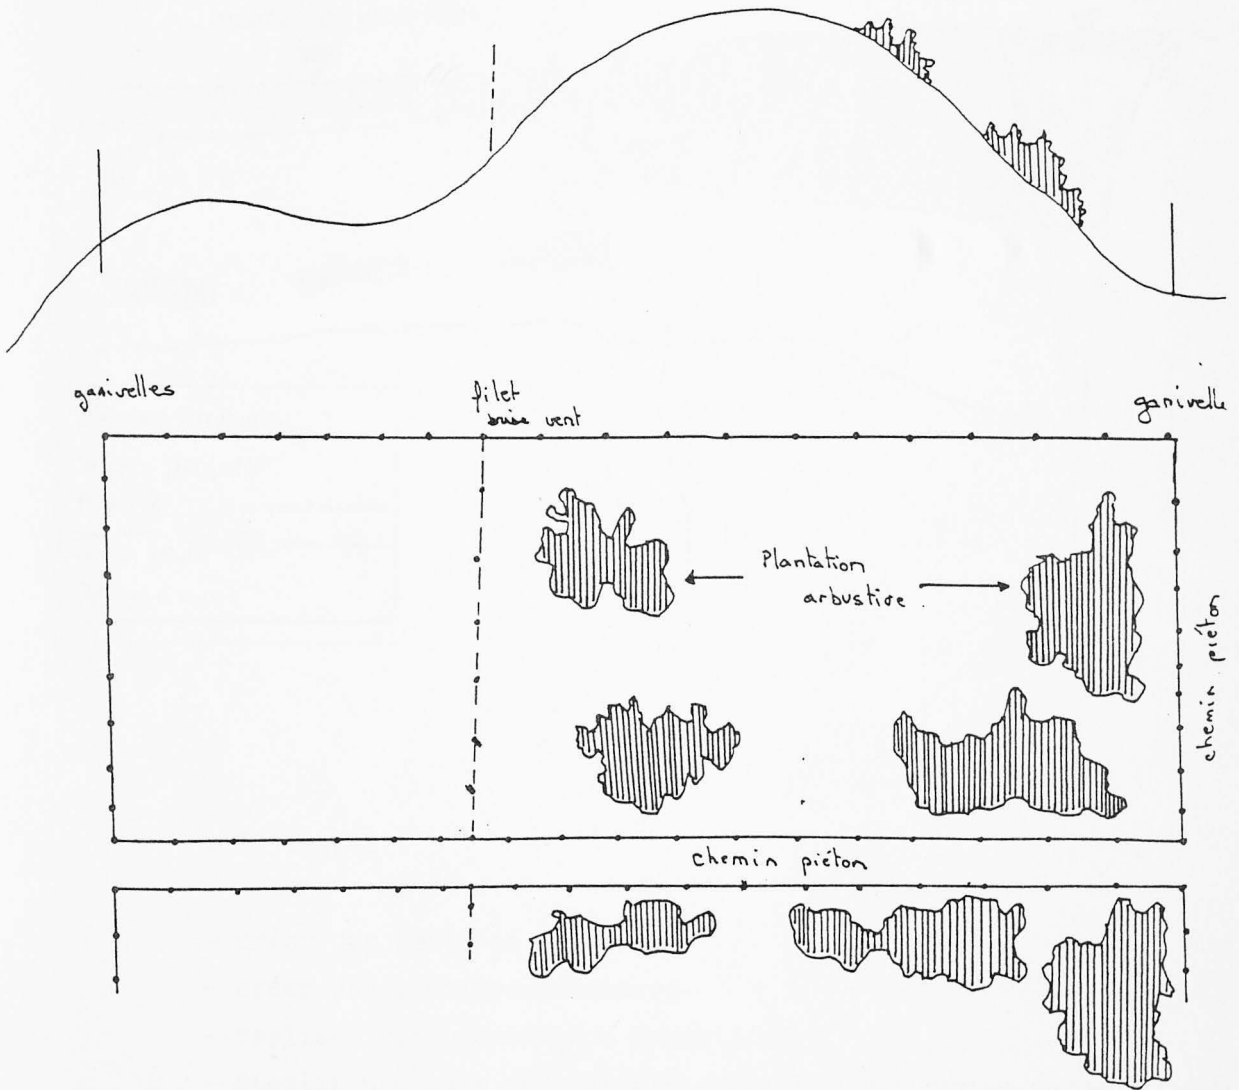 ganivelles
filet
brise vent
ganivelle
Plantation
arbustive.
chemin piéton
chemin piéton